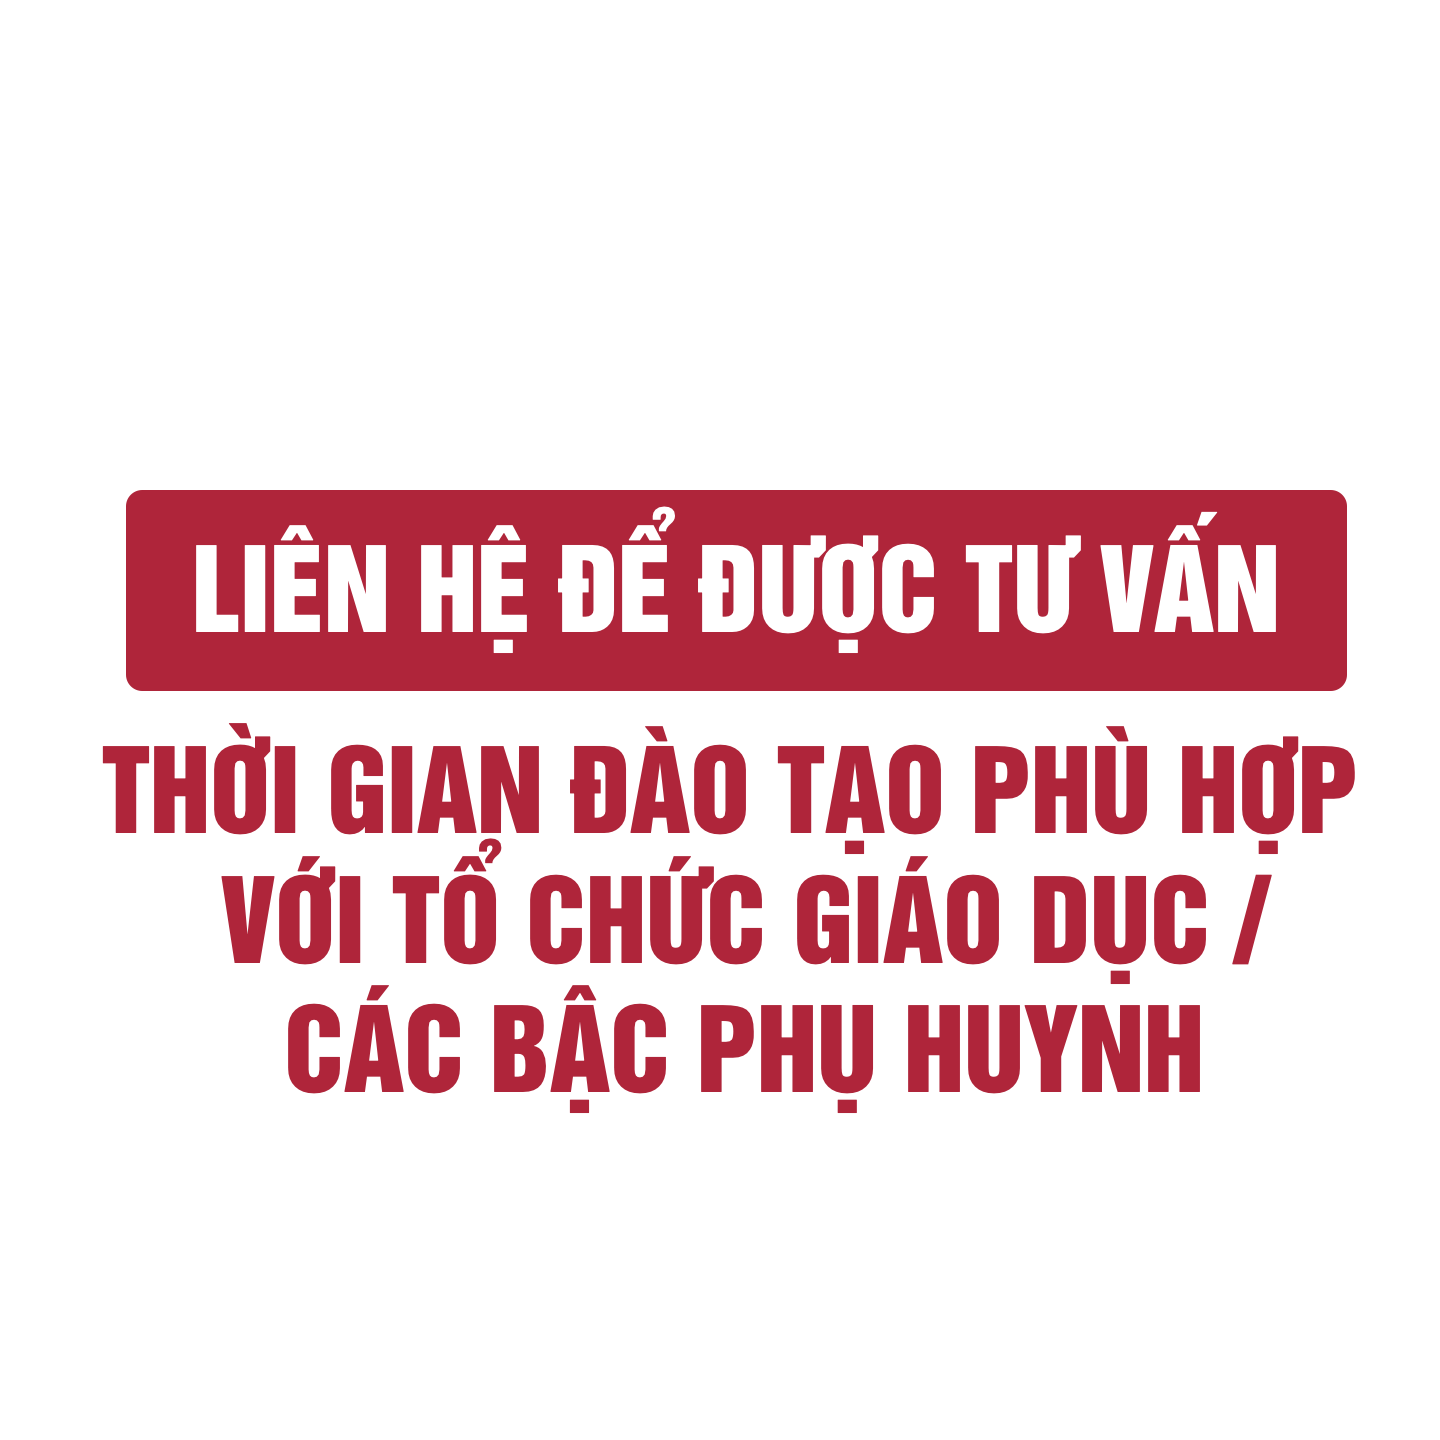 LIÊN HỆ ĐỂ ĐƯỢC TƯ VẤN
THỜI GIAN ĐÀO TẠO PHÙ HỢP
VỚI TỔ CHỨC GIÁO DỤC /
CÁC BẬC PHỤ HUYNH